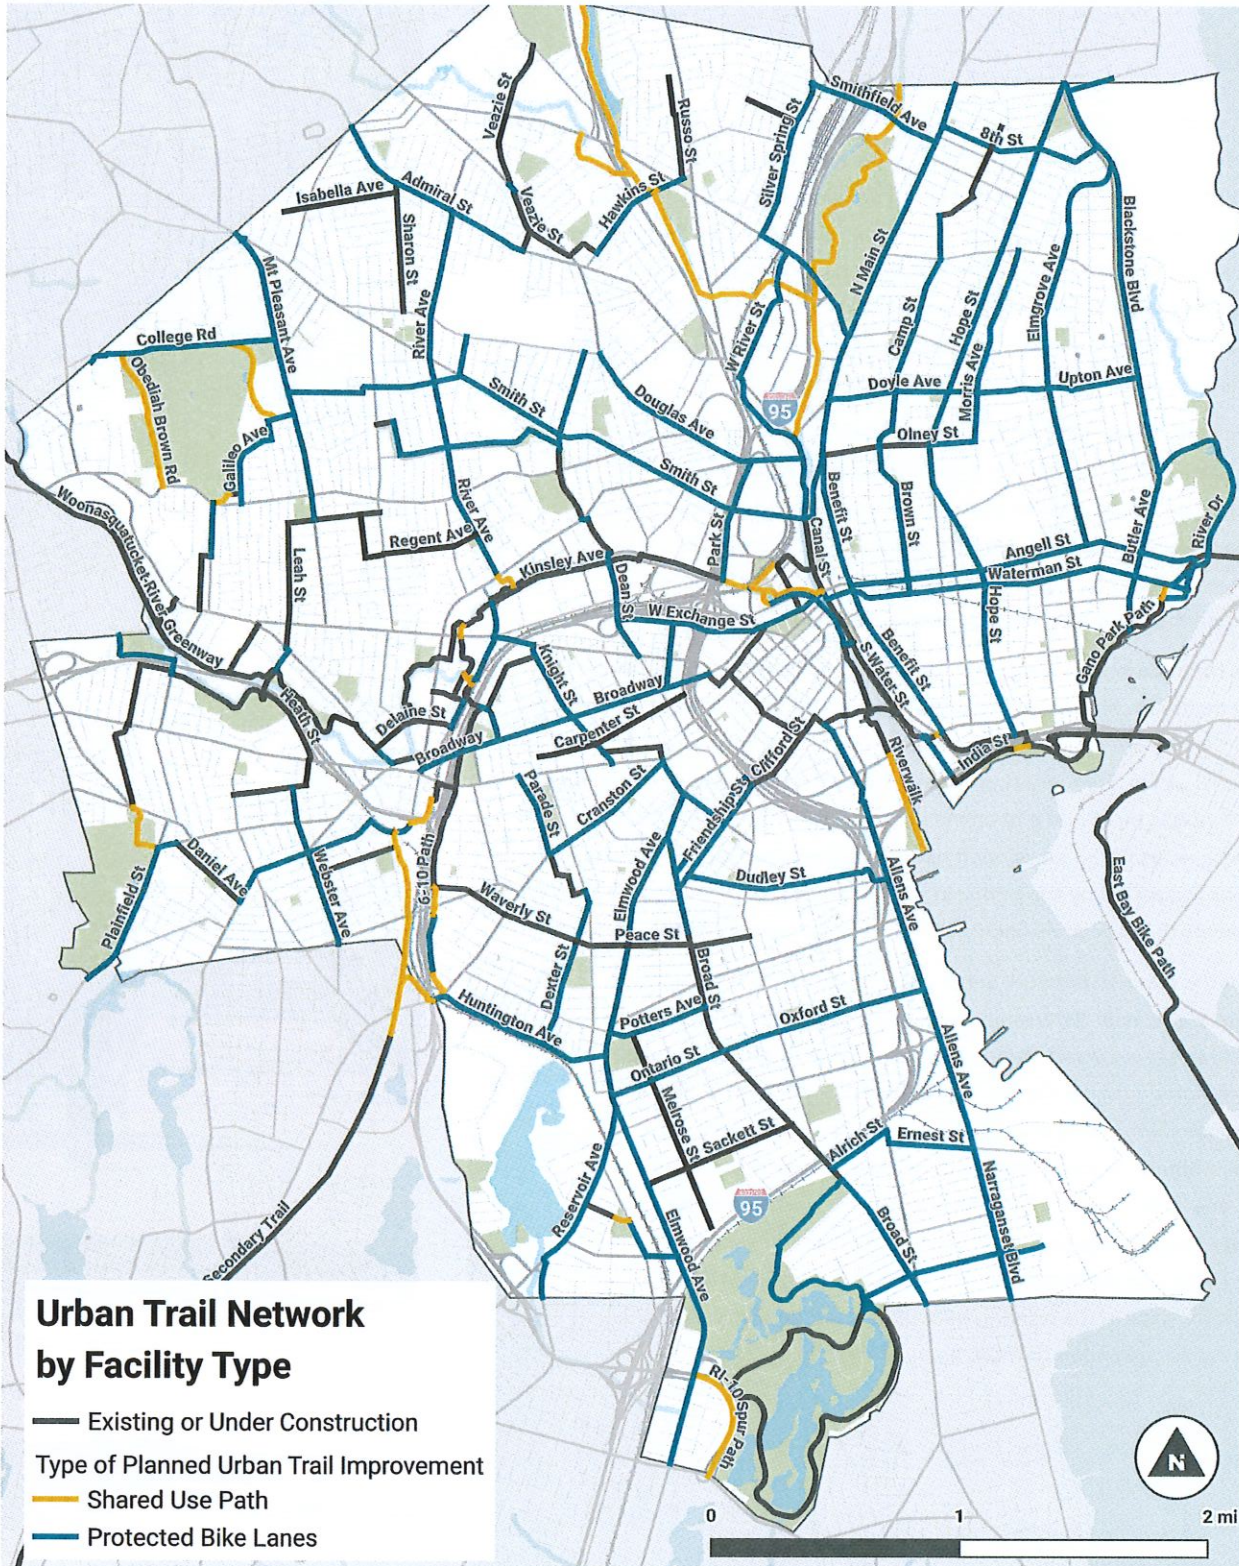 Veazie St
Russo St
Silver Spring St
Smithfield Ave
8th St
Isabella Ave
Admiral St
Veazie St
Hawkins St
Sharon St
River Ave
Mt Pleasant Ave
Blackstone Blvd
N Main St
Camp St
Hope St
Elmgrove Ave
College Rd
W River St
Morris Ave
Obediah Brown Rd
Smith St
Douglas Ave
95
Doyle Ave
Upton Ave
Galileo Ave
Olney St
Smith St
Woonasquatucket River Greenway
River Ave
Park St
Benefit St
Brown St
Butler Ave
River Dr
Regent Ave
Canal St
Angell St
Leah St
Kinsley Ave
Waterman St
Dean St
W Exchange St
Hope St
Gano Park Path
Knight St
Broadway
S Water St
Benefit St
Heath St
Delaine St
Carpenter St
Broadway
Clifford St
India St
Riverwalk
Parade St
Cranston St
Friendship St
6-10 Path
Elmwood Ave
Daniel Ave
Webster Ave
Dudley St
Allens Ave
East Bay Bike Path
Plainfield St
Waverly St
Peace St
Dexter St
Broad St
Huntington Ave
Potters Ave
Oxford St
Ontario St
Allens Ave
Melrose St
Sackett St
Alrich St
Ernest St
Reservoir Ave
95
Narraganset Blvd
Secondary Trail
Elmwood Ave
Broad St
RI-10 Spur Path
Urban Trail Network
by Facility Type
Existing or Under Construction
Type of Planned Urban Trail Improvement
Shared Use Path
Protected Bike Lanes
N
0 1 2 mi